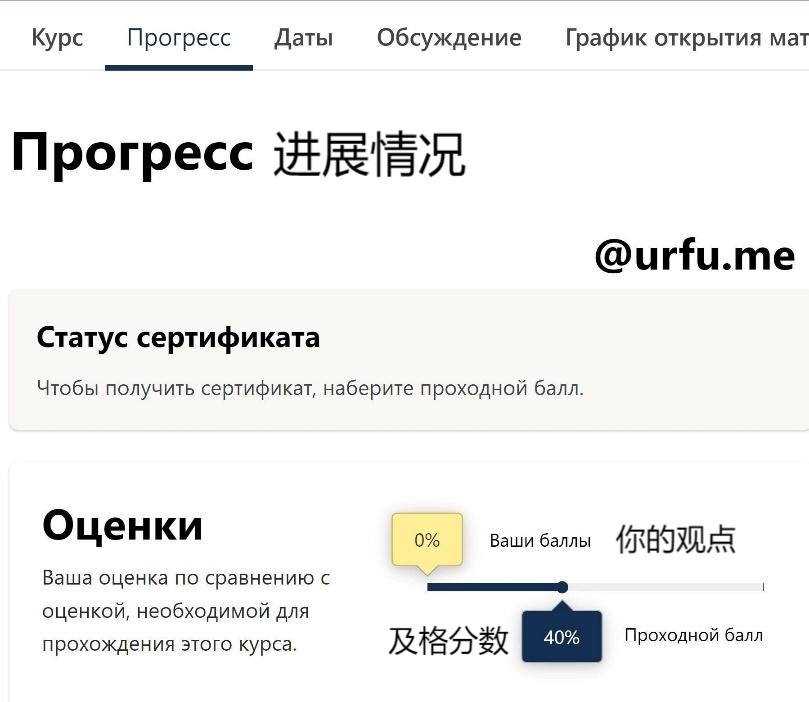 Курс Прогресс Даты Обсуждение График открытия мат
Прогресс 进展情况
@urfu.me
Статус сертификата
Чтобы получить сертификат, наберите проходной балл.
Оценки
Ваша оценка по сравнению с
оценкой, необходимой для
прохождения этого курса.
0% Ваши баллы 你的观点
及格分数 40% Проходной балл